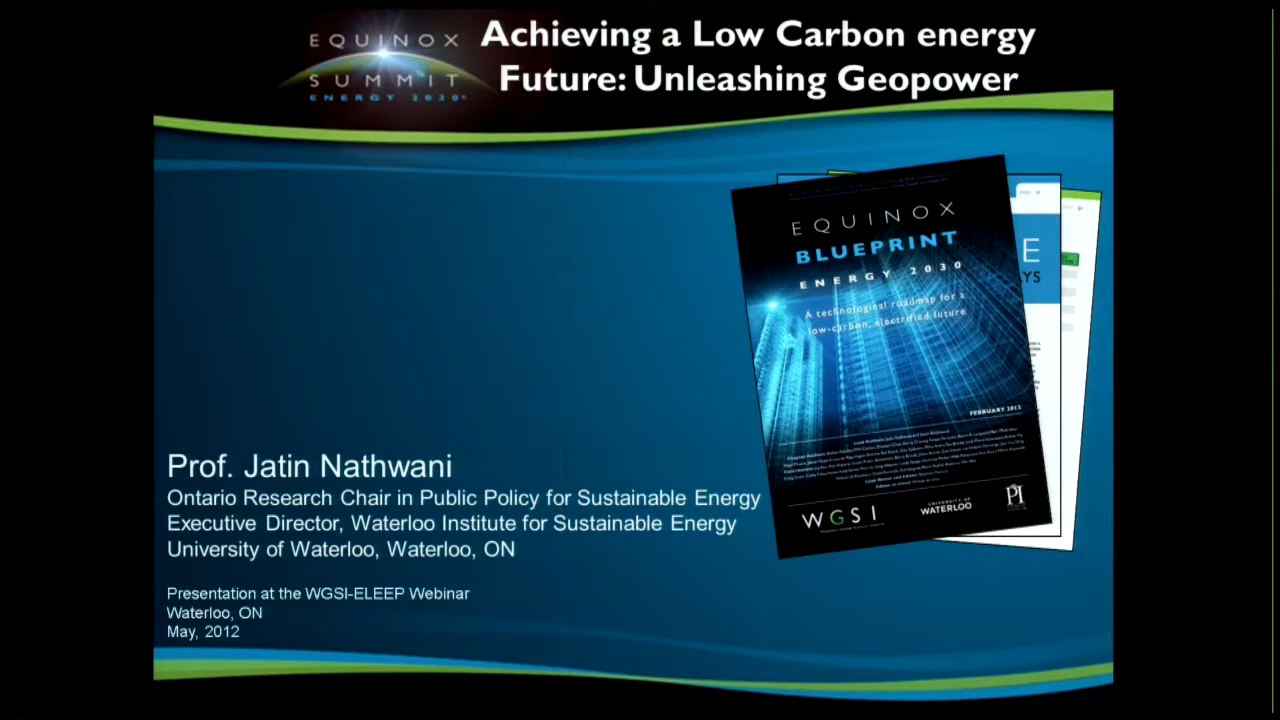 EQUINOX
SUMMIT
ENERGY 2030
Achieving a Low Carbon energy
Future: Unleashing Geopower
EQUINOX
BLUEPRINT
ENERGY 2030
A technological roadmap for a
low-carbon, electrified future
FEBRUARY 2012
WGSI
UNIVERSITY OF
WATERLOO
PI
E
YS
Prof. Jatin Nathwani
Ontario Research Chair in Public Policy for Sustainable Energy
Executive Director, Waterloo Institute for Sustainable Energy
University of Waterloo, Waterloo, ON
Presentation at the WGSI-ELEEP Webinar
Waterloo, ON
May, 2012